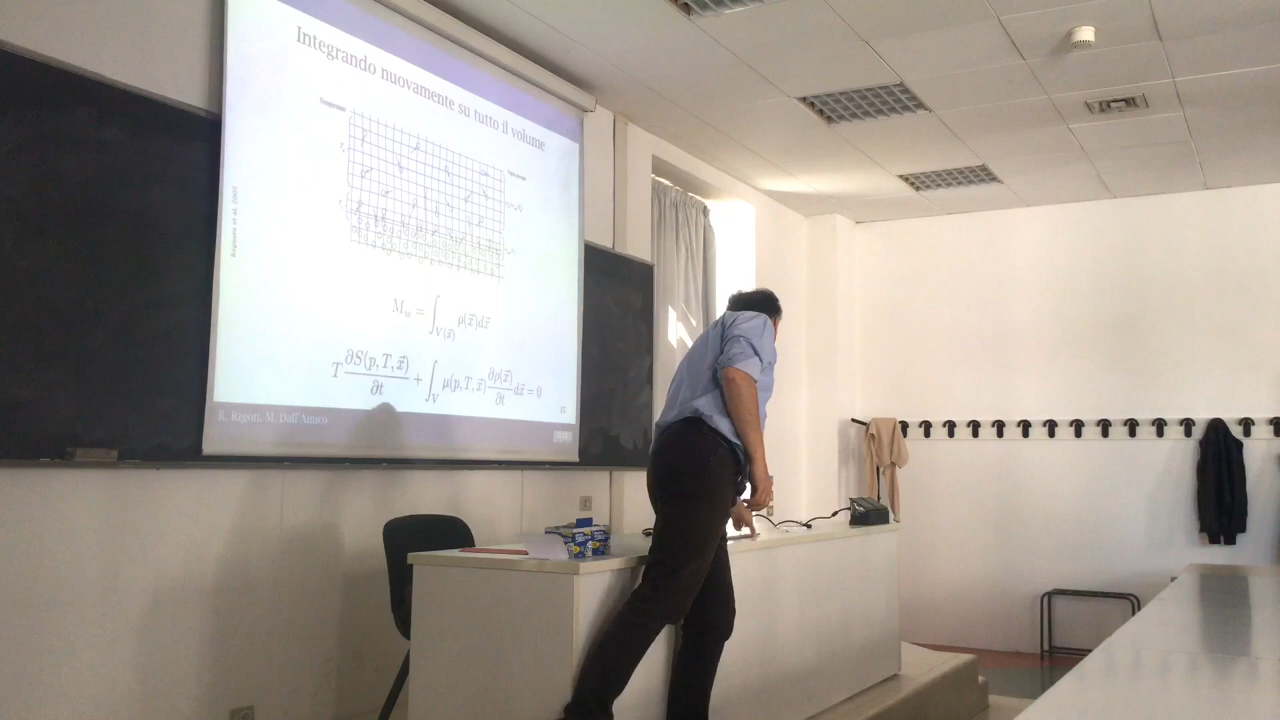 Integrando nuovamente su tutto il volume
M_w = ∫_{V(x⃗)} ρ(x⃗)dx⃗
T ∂S(p, T, x⃗)/∂t + ∫_V μ(p, T, x⃗) ∂ρ(x⃗)/∂t dx⃗ = 0
R. Rigon, M. Dall'Amico